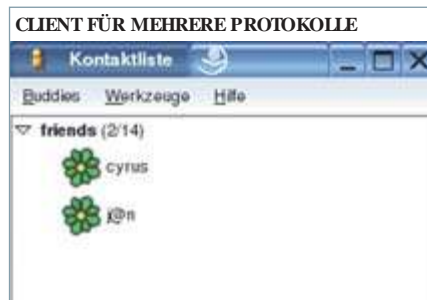 CLIENT FÜR MEHRERE PROTOKOLLE
Kontaktliste
Buddies Werkzeuge Hilfe
friends (2/14)
cyrus
j@n